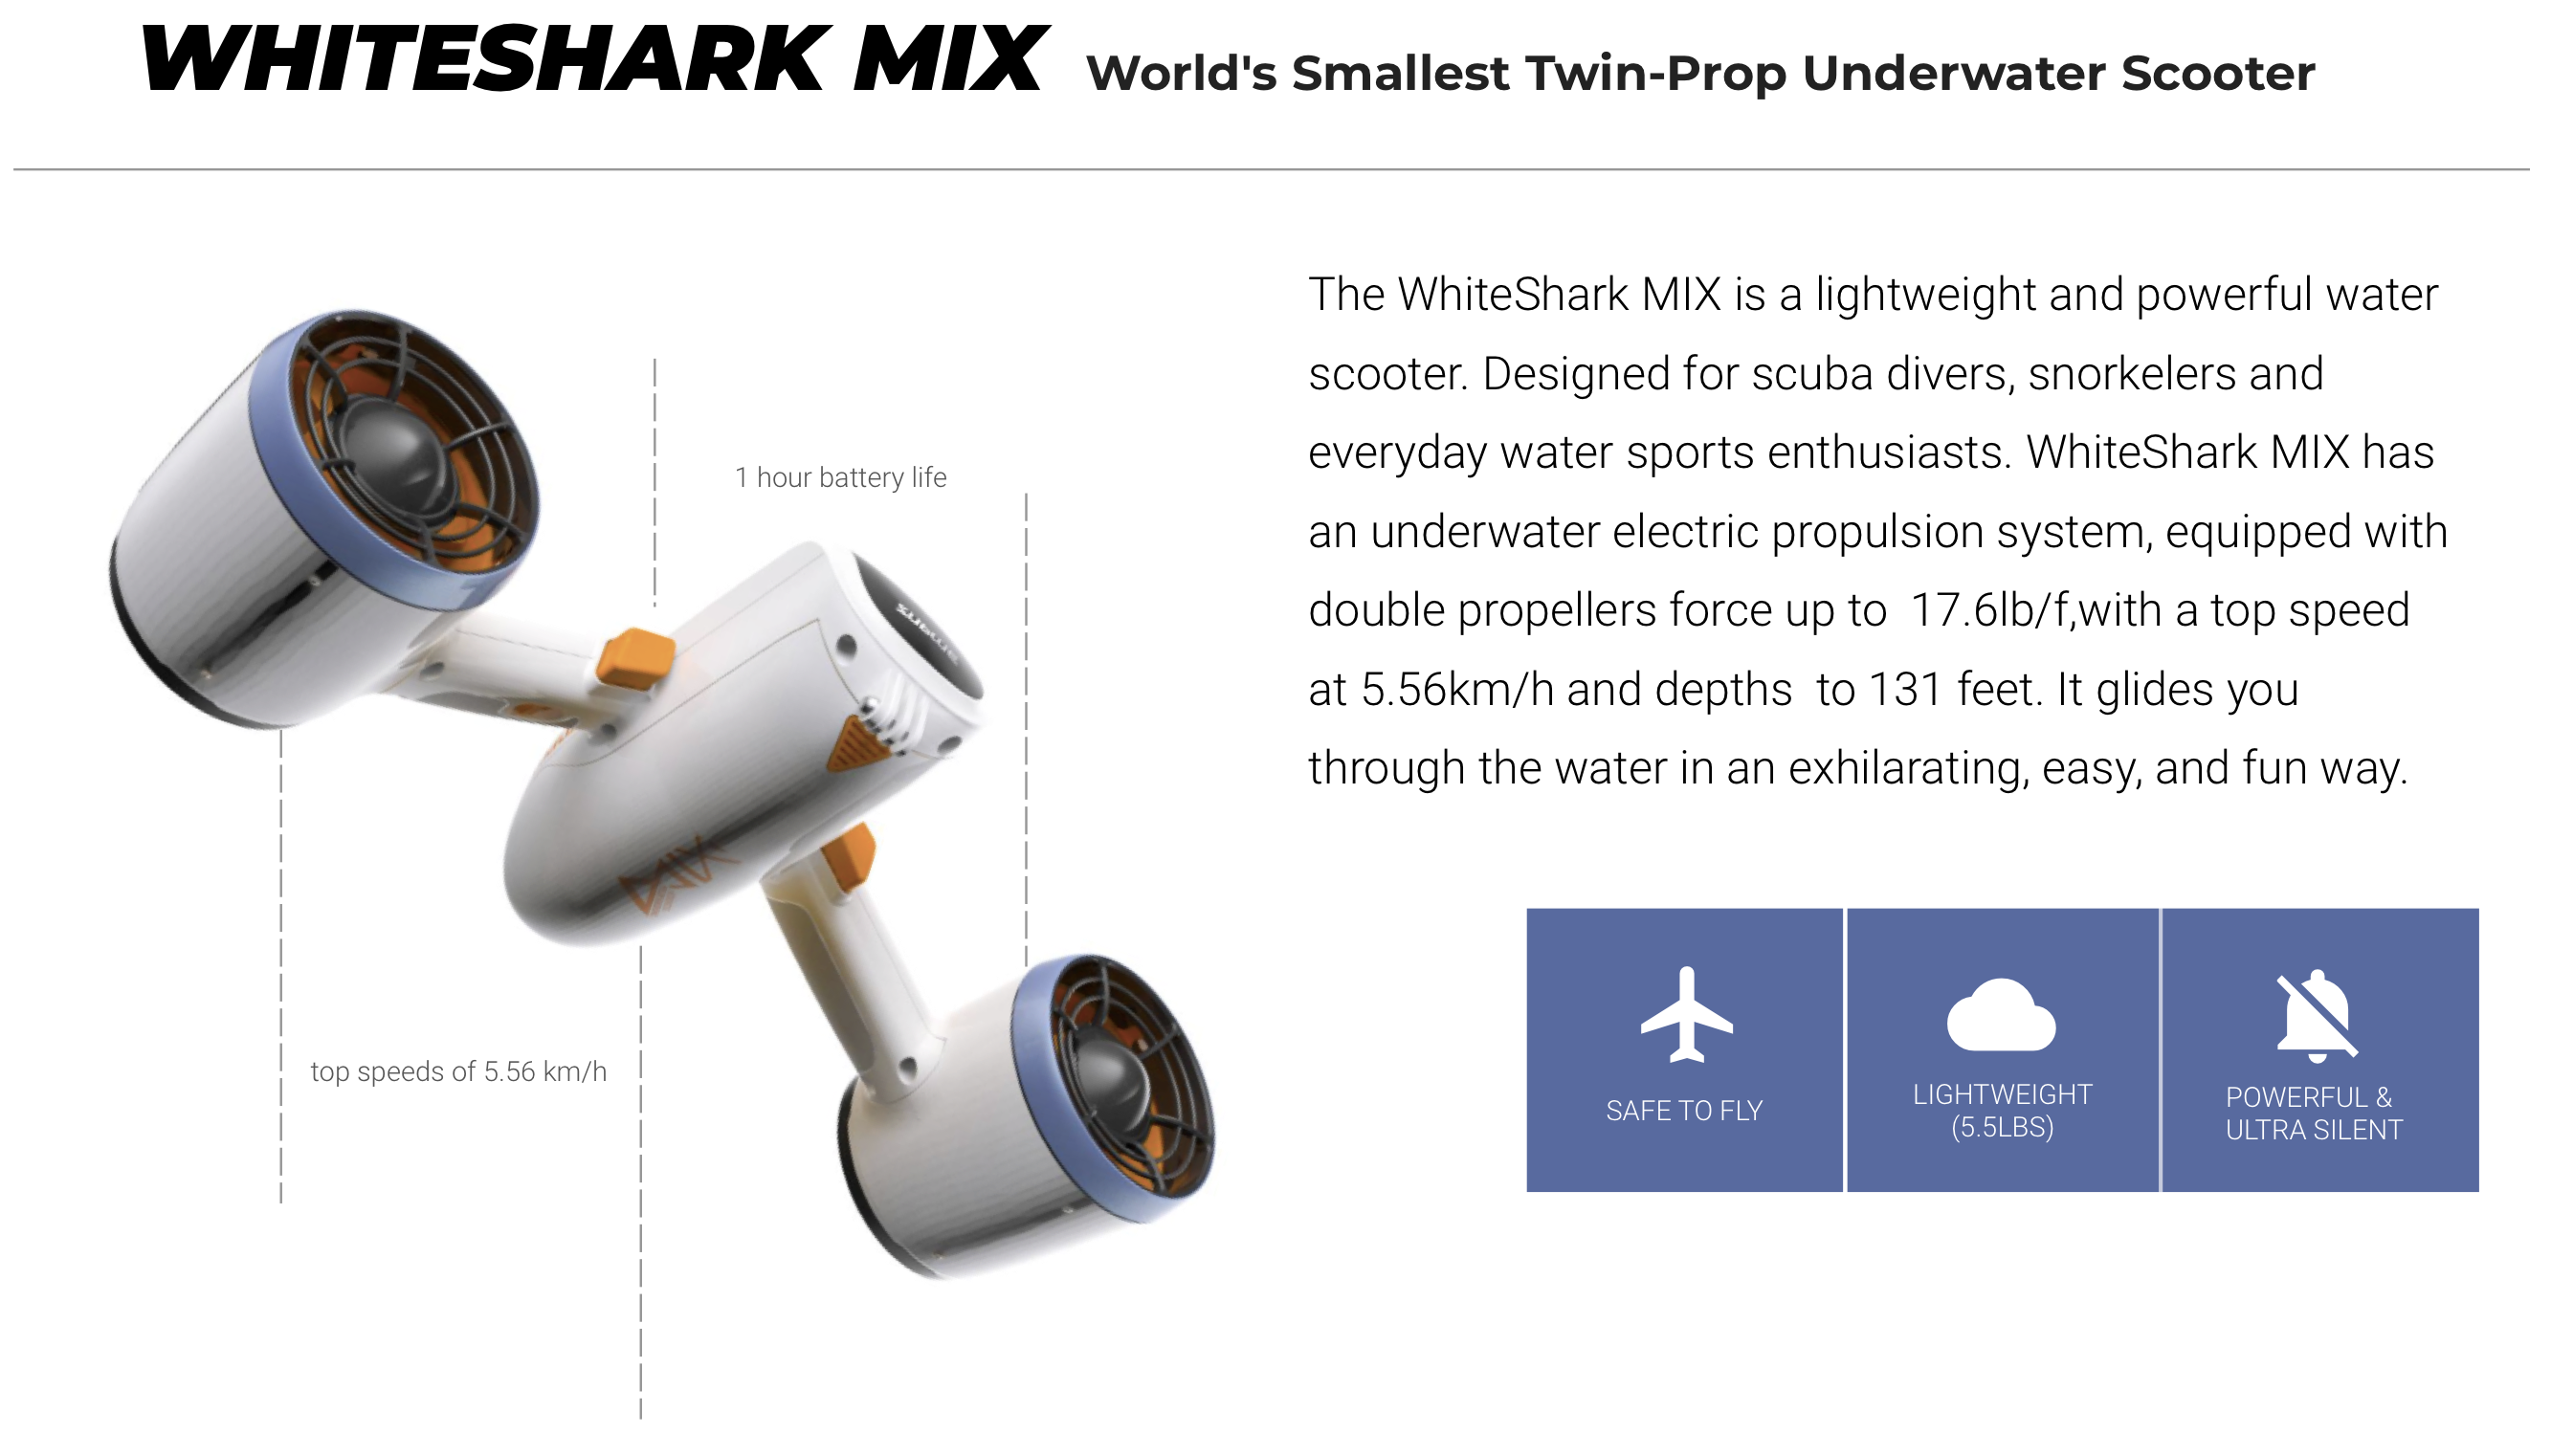 WHITESHARK MIX World's Smallest Twin-Prop Underwater Scooter
The WhiteShark MIX is a lightweight and powerful water
scooter. Designed for scuba divers, snorkelers and
everyday water sports enthusiasts. WhiteShark MIX has
an underwater electric propulsion system, equipped with
double propellers force up to 17.6lb/f,with a top speed
at 5.56km/h and depths to 131 feet. It glides you
through the water in an exhilarating, easy, and fun way.
1 hour battery life
sublue
MIX
top speeds of 5.56 km/h
SAFE TO FLY
LIGHTWEIGHT
(5.5LBS)
POWERFUL &
ULTRA SILENT